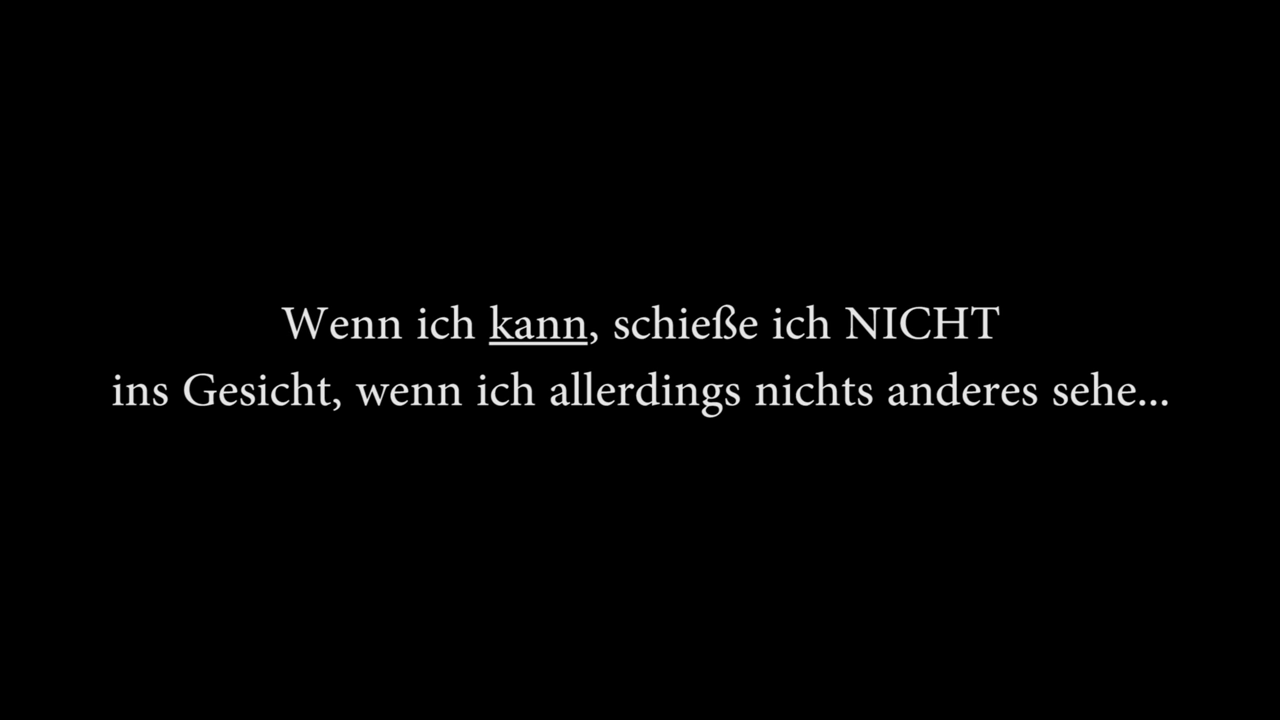 Wenn ich kann, schieße ich NICHT
ins Gesicht, wenn ich allerdings nichts anderes sehe...